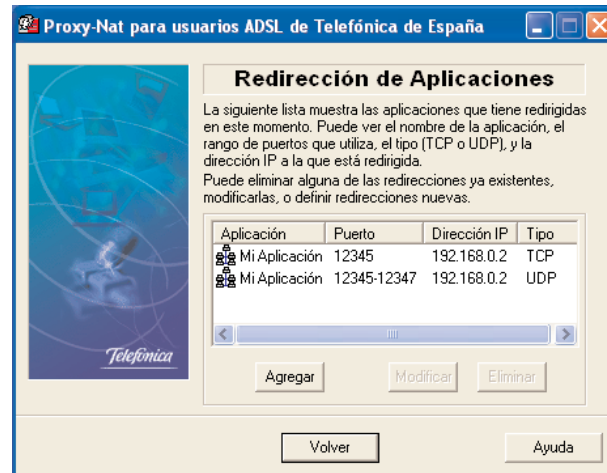 Proxy-Nat para usuarios ADSL de Telefónica de España
Redirección de Aplicaciones
La siguiente lista muestra las aplicaciones que tiene redirigidas
en este momento. Puede ver el nombre de la aplicación, el
rango de puertos que utiliza, el tipo (TCP o UDP), y la
dirección IP a la que está redirigida.
Puede eliminar alguna de las redirecciones ya existentes,
modificarlas, o definir redirecciones nuevas.
Aplicación Puerto Dirección IP Tipo
Mi Aplicación 12345 192.168.0.2 TCP
Mi Aplicación 12345-12347 192.168.0.2 UDP
Telefónica
Agregar Modificar Eliminar
Volver Ayuda